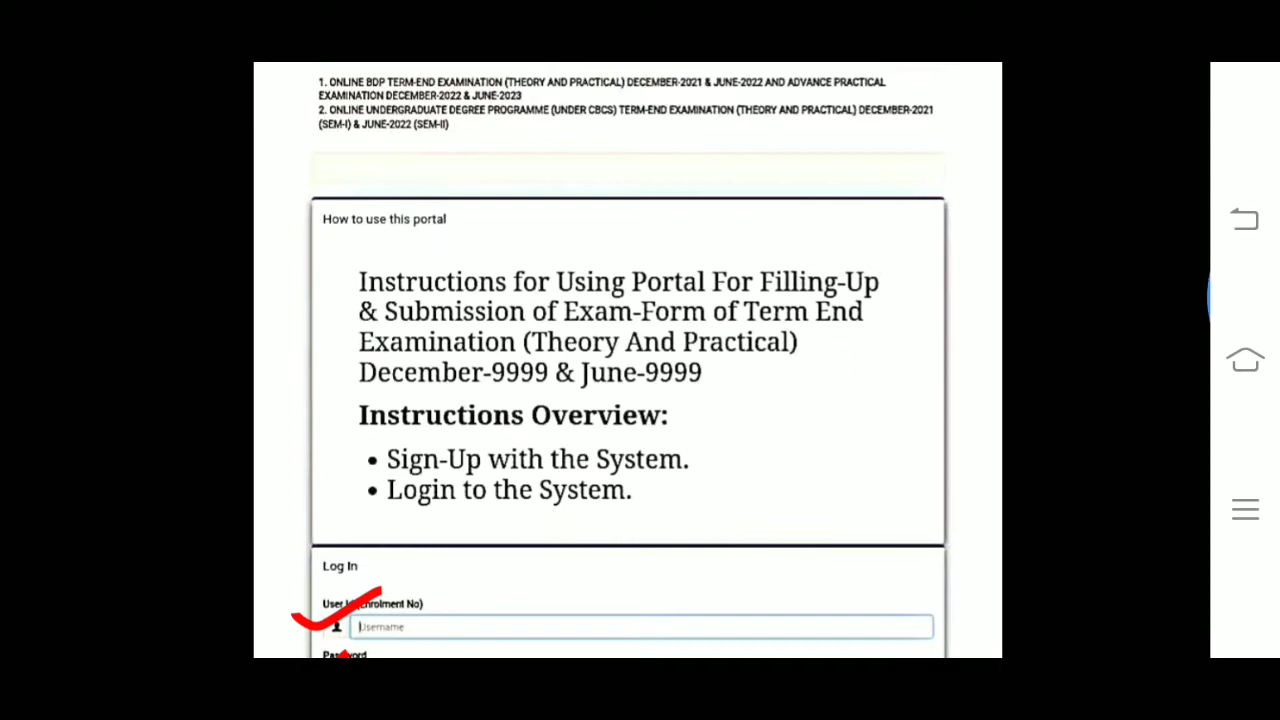 1. ONLINE BDP TERM-END EXAMINATION (THEORY AND PRACTICAL) DECEMBER-2021 & JUNE-2022 AND ADVANCE PRACTICAL
EXAMINATION DECEMBER-2022 & JUNE-2023
2. ONLINE UNDERGRADUATE DEGREE PROGRAMME (UNDER CBCS) TERM-END EXAMINATION (THEORY AND PRACTICAL) DECEMBER-2021
(SEM-I) & JUNE-2022 (SEM-II)
How to use this portal
Instructions for Using Portal For Filling-Up
& Submission of Exam-Form of Term End
Examination (Theory And Practical)
December-9999 & June-9999
Instructions Overview:
• Sign-Up with the System.
• Login to the System.
Log In
User Id (Enrolment No)
Username
Password